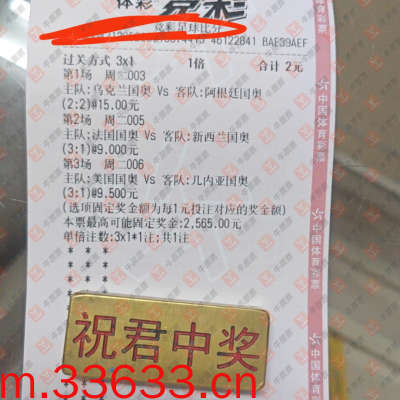 体彩 竞彩
竞彩足球比分
46122841 BAE39AEF
过关方式 3x1 1倍 合计 2元
第1场 周二003
主队:乌克兰国奥 Vs 客队:阿根廷国奥
(2:2)@15.00元
第2场 周二005
主队:法国国奥 Vs 客队:新西兰国奥
(3:1)@9.000元
第3场 周二006
主队:美国国奥 Vs 客队:几内亚国奥
(3:1)@9.500元
(选项固定奖金额为每1元投注对应的奖金额)
本票最高可能固定奖金:2,565.00元
单倍注数:3x1*1注;共1注
祝君中奖
m.33633.cn
中国体育彩票
中国体育彩票